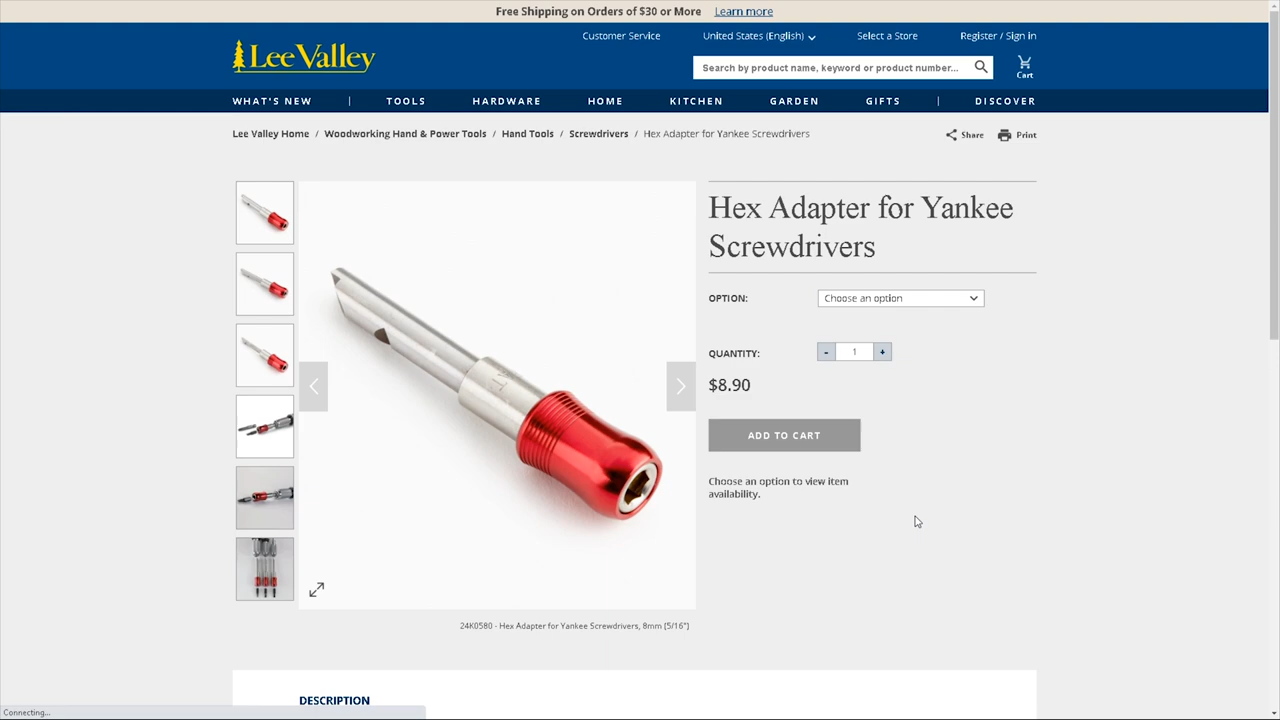 Free Shipping on Orders of $30 or More Learn more
Customer Service United States (English) Select a Store Register / Sign in
Lee Valley
Search by product name, keyword or product number...
Cart
WHAT'S NEW | TOOLS HARDWARE HOME KITCHEN GARDEN GIFTS | DISCOVER
Lee Valley Home / Woodworking Hand & Power Tools / Hand Tools / Screwdrivers / Hex Adapter for Yankee Screwdrivers
Share Print
Hex Adapter for Yankee
Screwdrivers
OPTION: Choose an option
QUANTITY: - 1 +
$8.90
ADD TO CART
Choose an option to view item
availability.
24K0580 - Hex Adapter for Yankee Screwdrivers, 8mm [5/16"]
DESCRIPTION
Connecting...